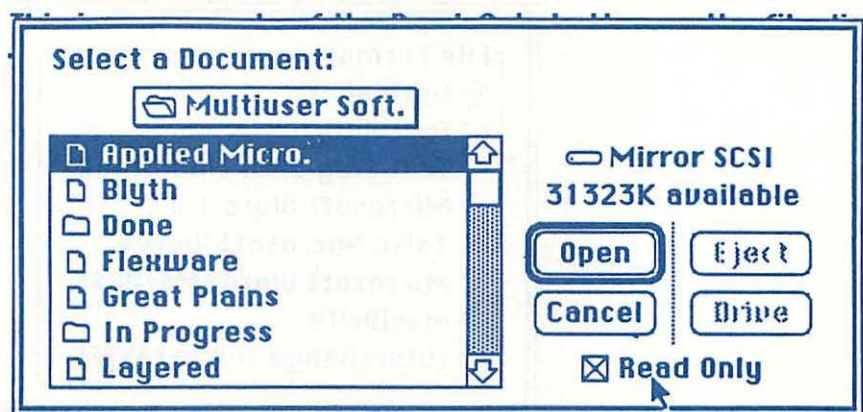 Select a Document:
Multiuser Soft.
Applied Micro.
Blyth
Done
Flexware
Great Plains
In Progress
Layered
Mirror SCSI
31323K available
Open
Eject
Cancel
Drive
Read Only